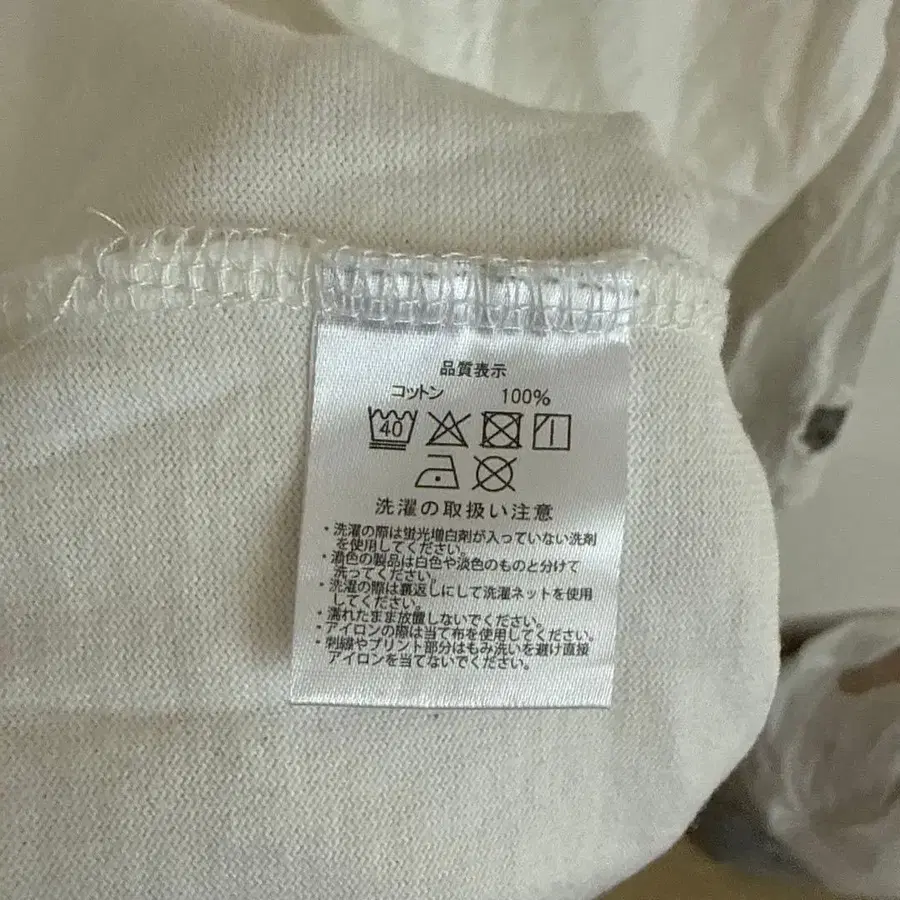 品質表示
コットン 100%
40
洗濯の取扱い注意
・洗濯の際は蛍光増白剤が入っていない洗剤
を使用してください。
・濃色の製品は白色や淡色のものと分けて
洗ってください。
・洗濯の際は裏返しにして洗濯ネットを使用
してください。
・濡れたまま放置しないでください。
・アイロンの際は当て布を使用してください。
・刺繍やプリント部分はもみ洗いを避け直接
アイロンを当てないでください。